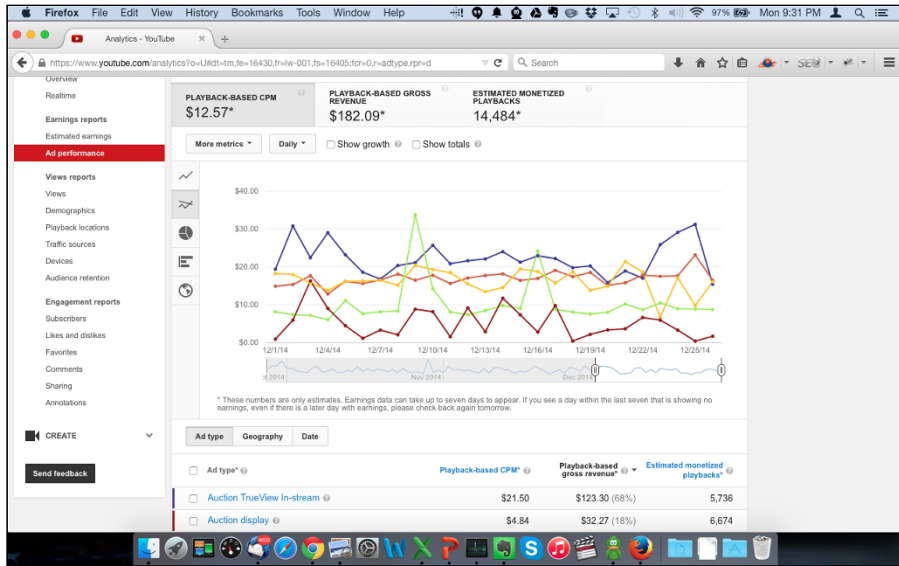 Firefox File Edit View History Bookmarks Tools Window Help 97% Mon 9:31 PM
Analytics - YouTube
https://www.youtube.com/analytics?o=U#dt=tm,fe=16430,fr=lw-001,fs=16405;fcr=0,r=adtype,rpr=d
Search
Overview
Realtime
Earnings reports
Estimated earnings
Ad performance
Views reports
Views
Demographics
Playback locations
Traffic sources
Devices
Audience retention
Engagement reports
Subscribers
Likes and dislikes
Favorites
Comments
Sharing
Annotations
CREATE
Send feedback
PLAYBACK-BASED CPM
$12.57*
PLAYBACK-BASED GROSS
REVENUE
$182.09*
ESTIMATED MONETIZED
PLAYBACKS
14,484*
More metrics Daily Show growth Show totals
$40.00
$30.00
$20.00
$10.00
$0.00
12/1/14 12/4/14 12/7/14 12/10/14 12/13/14 12/16/14 12/19/14 12/22/14 12/25/14
2014 Nov 2014 Dec 2014
* These numbers are only estimates. Earnings data can take up to seven days to appear. If you see a day within the last seven that is showing no
earnings, even if there is a later day with earnings, please check back again tomorrow.
Ad type Geography Date
Ad type* Playback-based CPM* Playback-based
gross revenue* Estimated monetized
playbacks*
Auction TrueView In-stream $21.50 $123.30 (68%) 5,736
Auction display $4.84 $32.27 (18%) 6,674